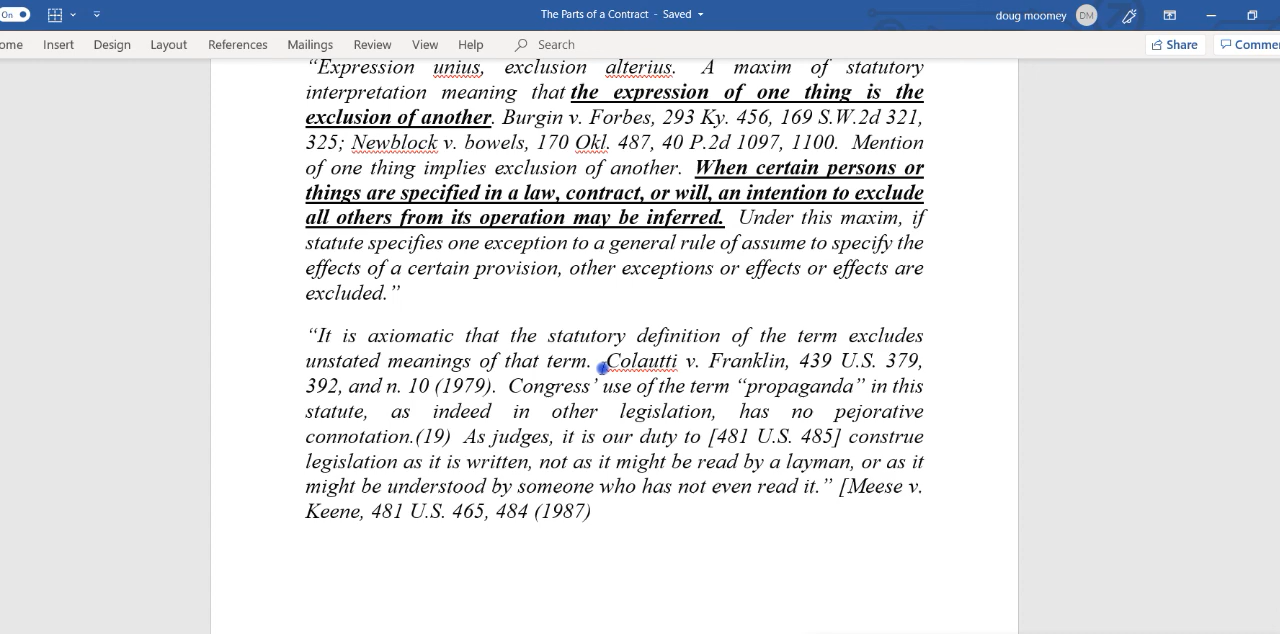 On
The Parts of a Contract - Saved
doug moomey DM
ome Insert Design Layout References Mailings Review View Help Search Share Comme
“Expression unius, exclusion alterius. A maxim of statutory
interpretation meaning that the expression of one thing is the
exclusion of another. Burgin v. Forbes, 293 Ky. 456, 169 S.W.2d 321,
325; Newblock v. bowels, 170 Okl. 487, 40 P.2d 1097, 1100. Mention
of one thing implies exclusion of another. When certain persons or
things are specified in a law, contract, or will, an intention to exclude
all others from its operation may be inferred. Under this maxim, if
statute specifies one exception to a general rule of assume to specify the
effects of a certain provision, other exceptions or effects or effects are
excluded.”
“It is axiomatic that the statutory definition of the term excludes
unstated meanings of that term. Colautti v. Franklin, 439 U.S. 379,
392, and n. 10 (1979). Congress’ use of the term “propaganda” in this
statute, as indeed in other legislation, has no pejorative
connotation.(19) As judges, it is our duty to [481 U.S. 485] construe
legislation as it is written, not as it might be read by a layman, or as it
might be understood by someone who has not even read it.” [Meese v.
Keene, 481 U.S. 465, 484 (1987)